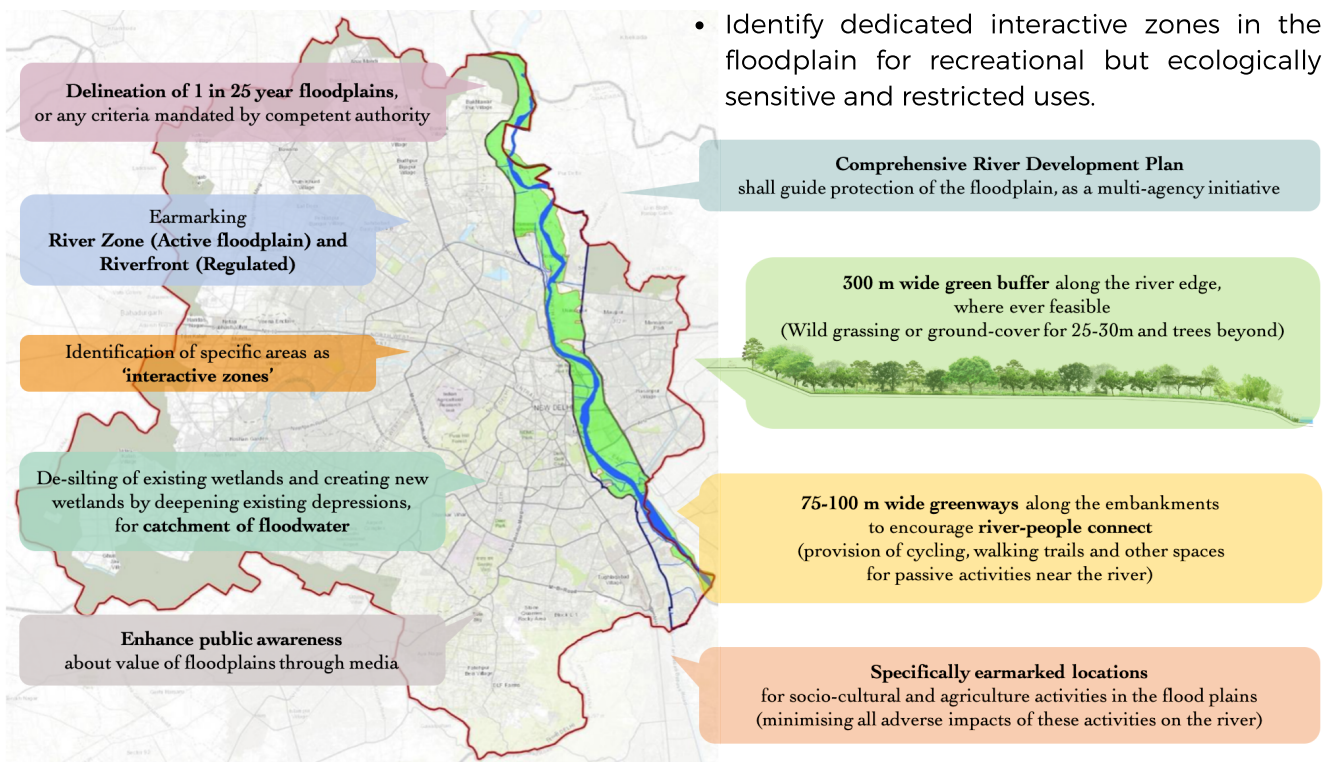 • Identify dedicated interactive zones in the
floodplain for recreational but ecologically
sensitive and restricted uses.
Delineation of 1 in 25 year floodplains,
or any criteria mandated by competent authority
Earmarking
River Zone (Active floodplain) and
Riverfront (Regulated)
Identification of specific areas as
‘interactive zones’
De-silting of existing wetlands and creating new
wetlands by deepening existing depressions,
for catchment of floodwater
Enhance public awareness
about value of floodplains through media
Comprehensive River Development Plan
shall guide protection of the floodplain, as a multi-agency initiative
300 m wide green buffer along the river edge,
where ever feasible
(Wild grassing or ground-cover for 25-30m and trees beyond)
75-100 m wide greenways along the embankments
to encourage river-people connect
(provision of cycling, walking trails and other spaces
for passive activities near the river)
Specifically earmarked locations
for socio-cultural and agriculture activities in the flood plains
(minimising all adverse impacts of these activities on the river)
NEW DELHI